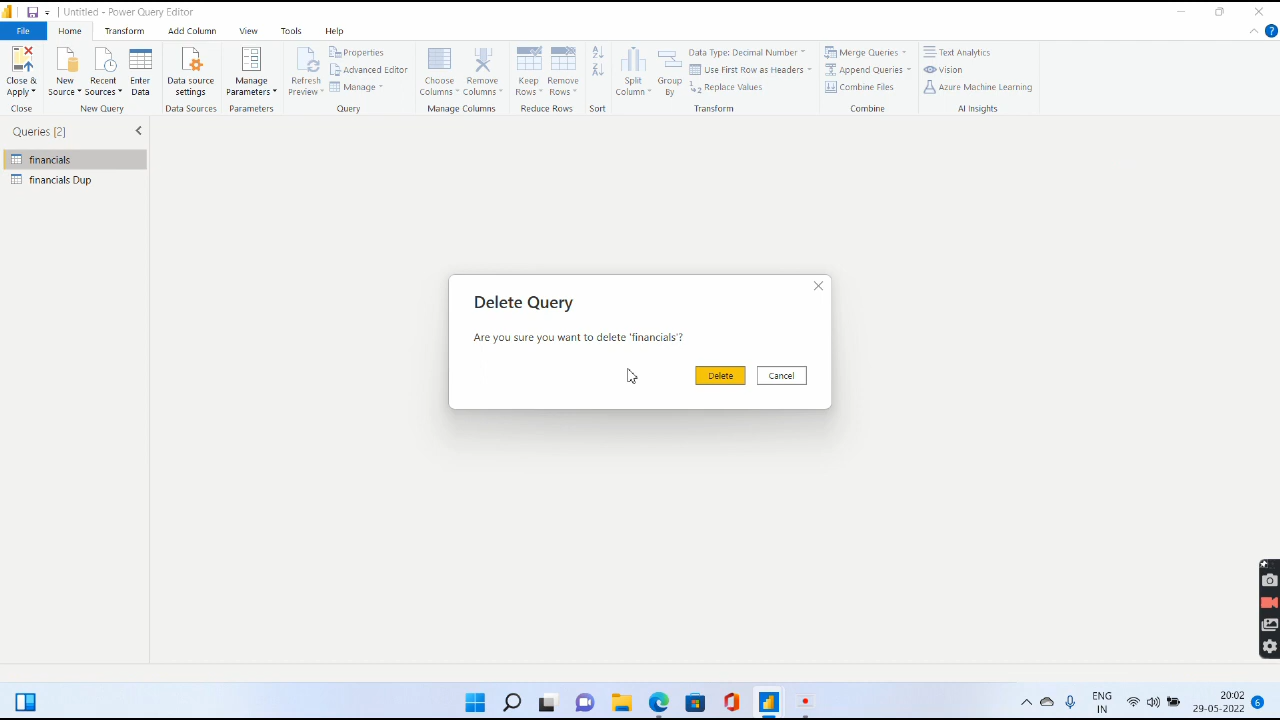 Untitled - Power Query Editor
File Home Transform Add Column View Tools Help
Close & Apply
New Source
Recent Sources
Enter Data
Data source settings
Manage Parameters
Refresh Preview
Properties
Advanced Editor
Manage
Choose Columns
Remove Columns
Keep Rows
Remove Rows
Split Column
Group By
Data Type: Decimal Number
Use First Row as Headers
Replace Values
Merge Queries
Append Queries
Combine Files
Text Analytics
Vision
Azure Machine Learning
Close New Query Data Sources Parameters Query Manage Columns Reduce Rows Sort Transform Combine AI Insights
Queries [2]
financials
financials Dup
Delete Query
Are you sure you want to delete 'financials'?
Delete Cancel
ENG
IN
20:02
29-05-2022
6